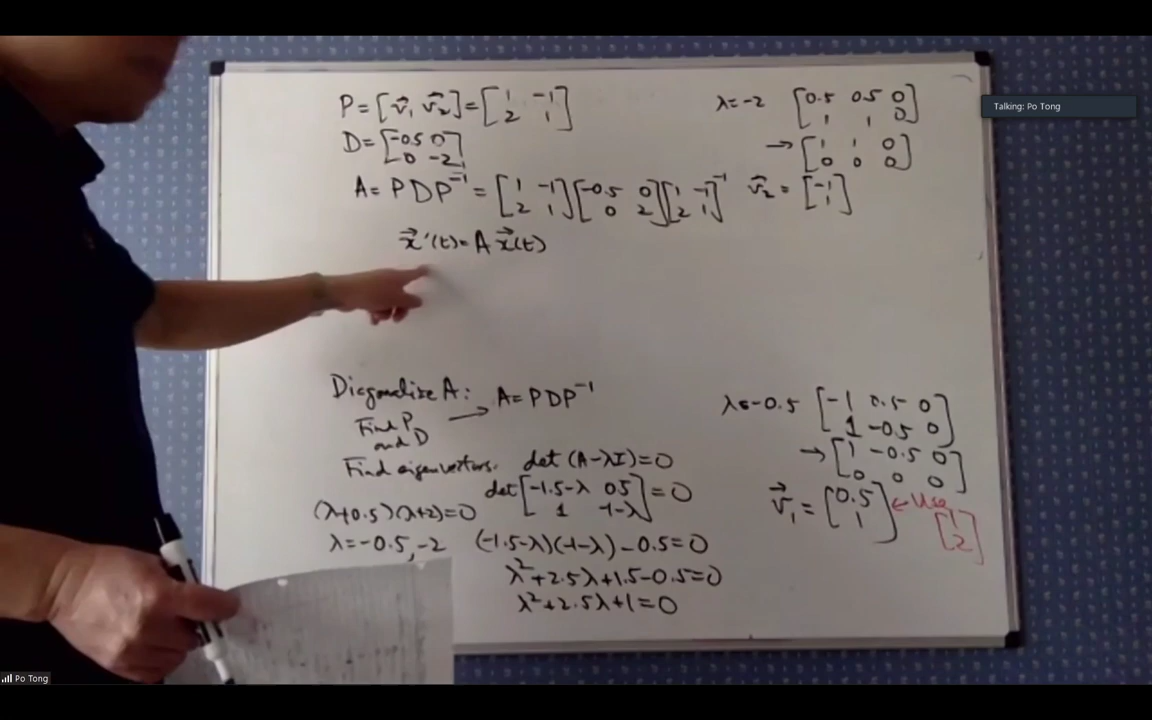 P = [v⃗₁ v⃗₂] = [1 -1; 2 1]
D = [-0.5 0; 0 -2]
A = PDP⁻¹ = [1 -1; 2 1][-0.5 0; 0 2][1 -1; 2 1]⁻¹
x⃗'(t) = A x⃗(t)
λ = -2 [0.5 0.5 0; 1 1 0]
→ [1 1 0; 0 0 0]
v⃗₂ = [-1; 1]
Talking: Po Tong
Diagonalize A: → A = PDP⁻¹
Find P
and D
Find eigenvectors. det (A-λI) = 0
det [-1.5-λ 0.5; 1 -1-λ] = 0
(λ+0.5)(λ+2) = 0
λ = -0.5, -2 (-1.5-λ)(-1-λ) - 0.5 = 0
λ² + 2.5λ + 1.5 - 0.5 = 0
λ² + 2.5λ + 1 = 0
λ = -0.5 [-1 0.5 0; 1 -0.5 0]
→ [1 -0.5 0; 0 0 0]
v⃗₁ = [0.5; 1] ← Use [1; 2]
Po Tong